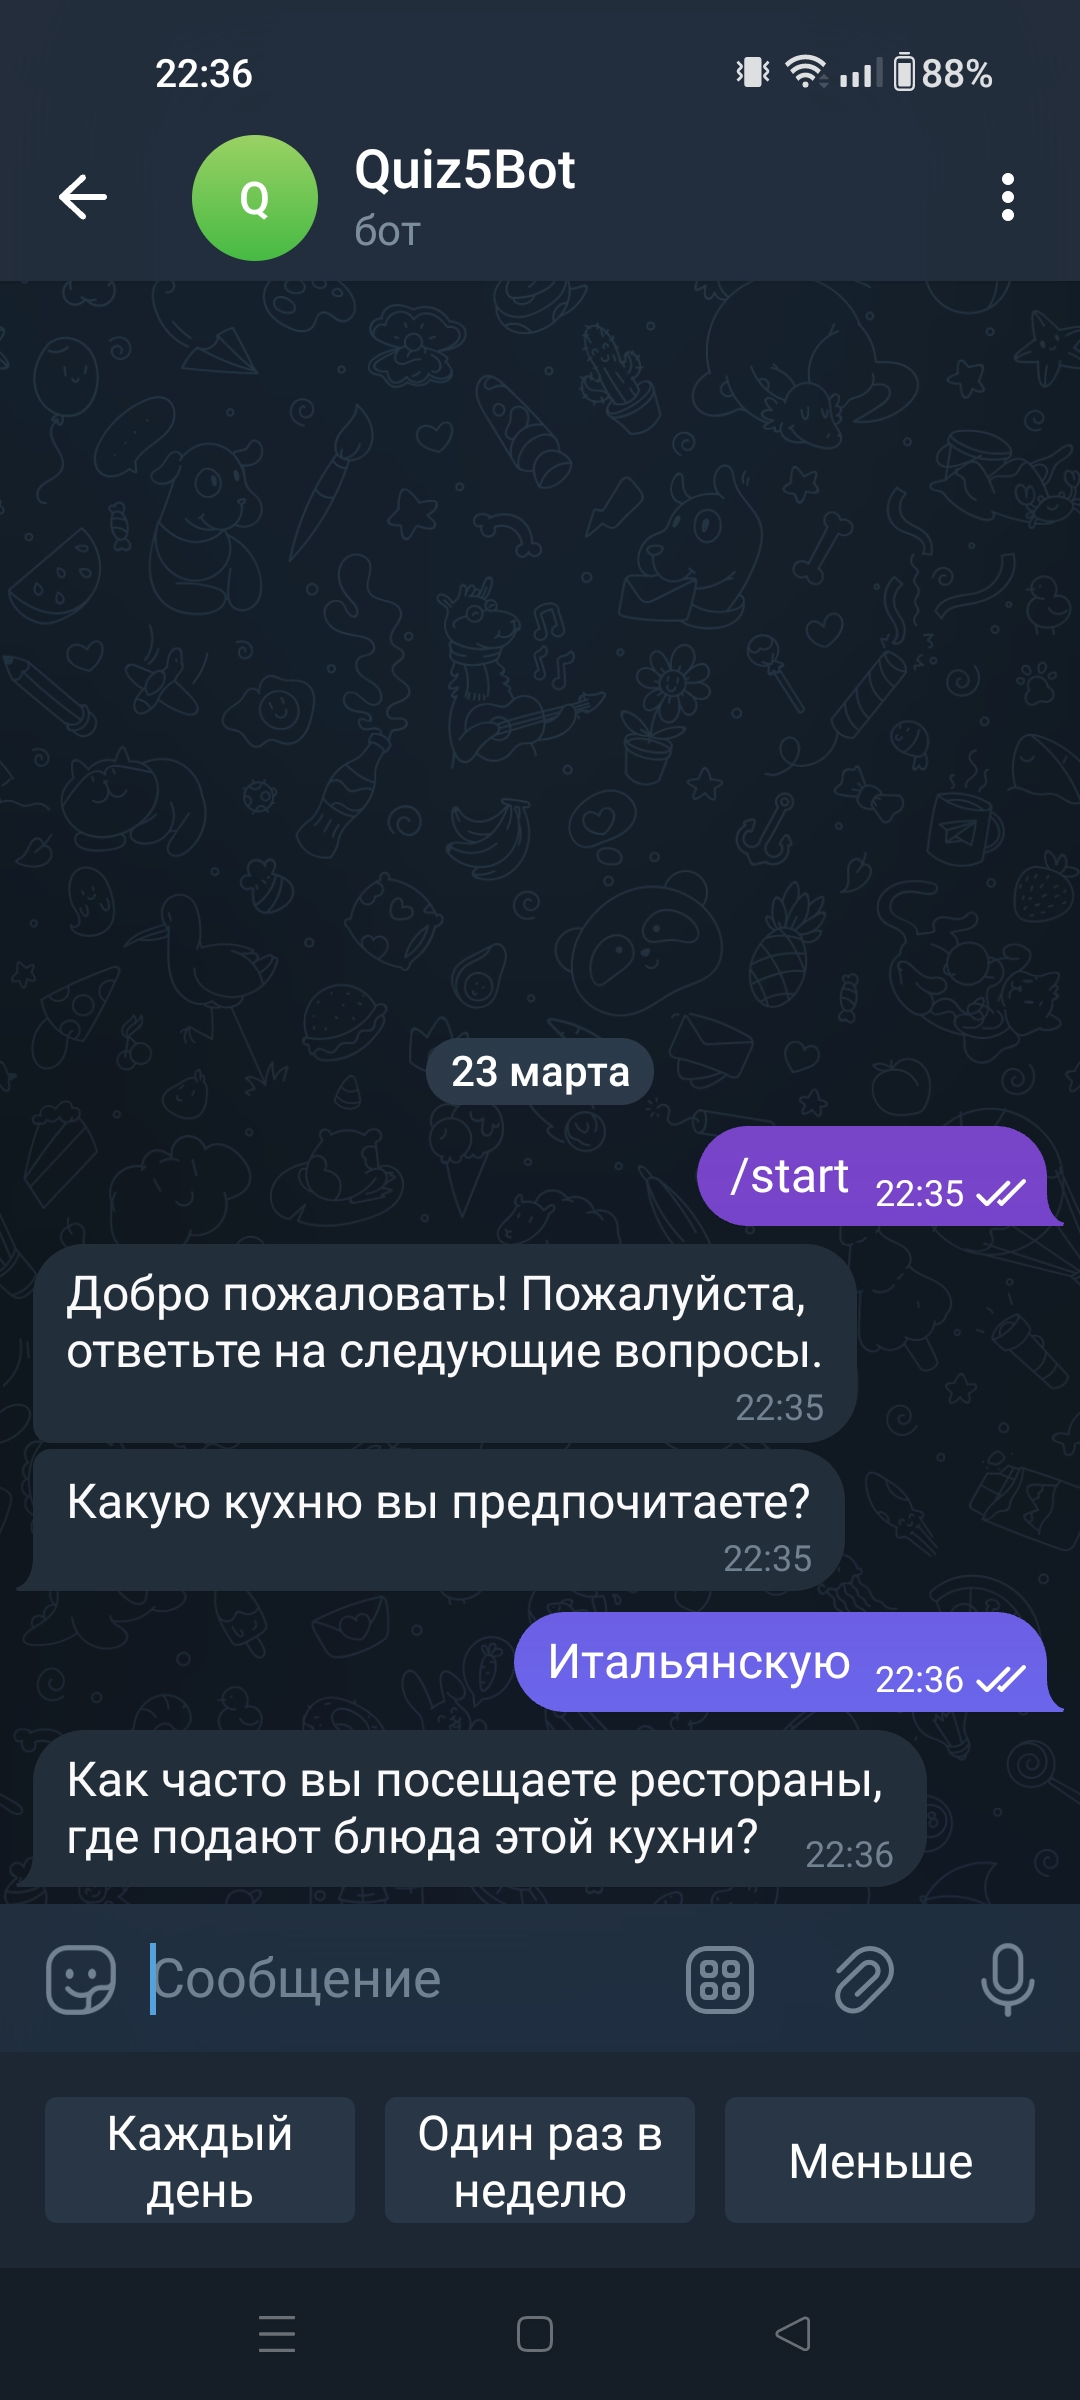 22:36
88%
Q
Quiz5Bot
бот
23 марта
/start 22:35
Добро пожаловать! Пожалуйста,
ответьте на следующие вопросы.
22:35
Какую кухню вы предпочитаете?
22:35
Итальянскую 22:36
Как часто вы посещаете рестораны,
где подают блюда этой кухни? 22:36
Сообщение
Каждый
день
Один раз в
неделю
Меньше